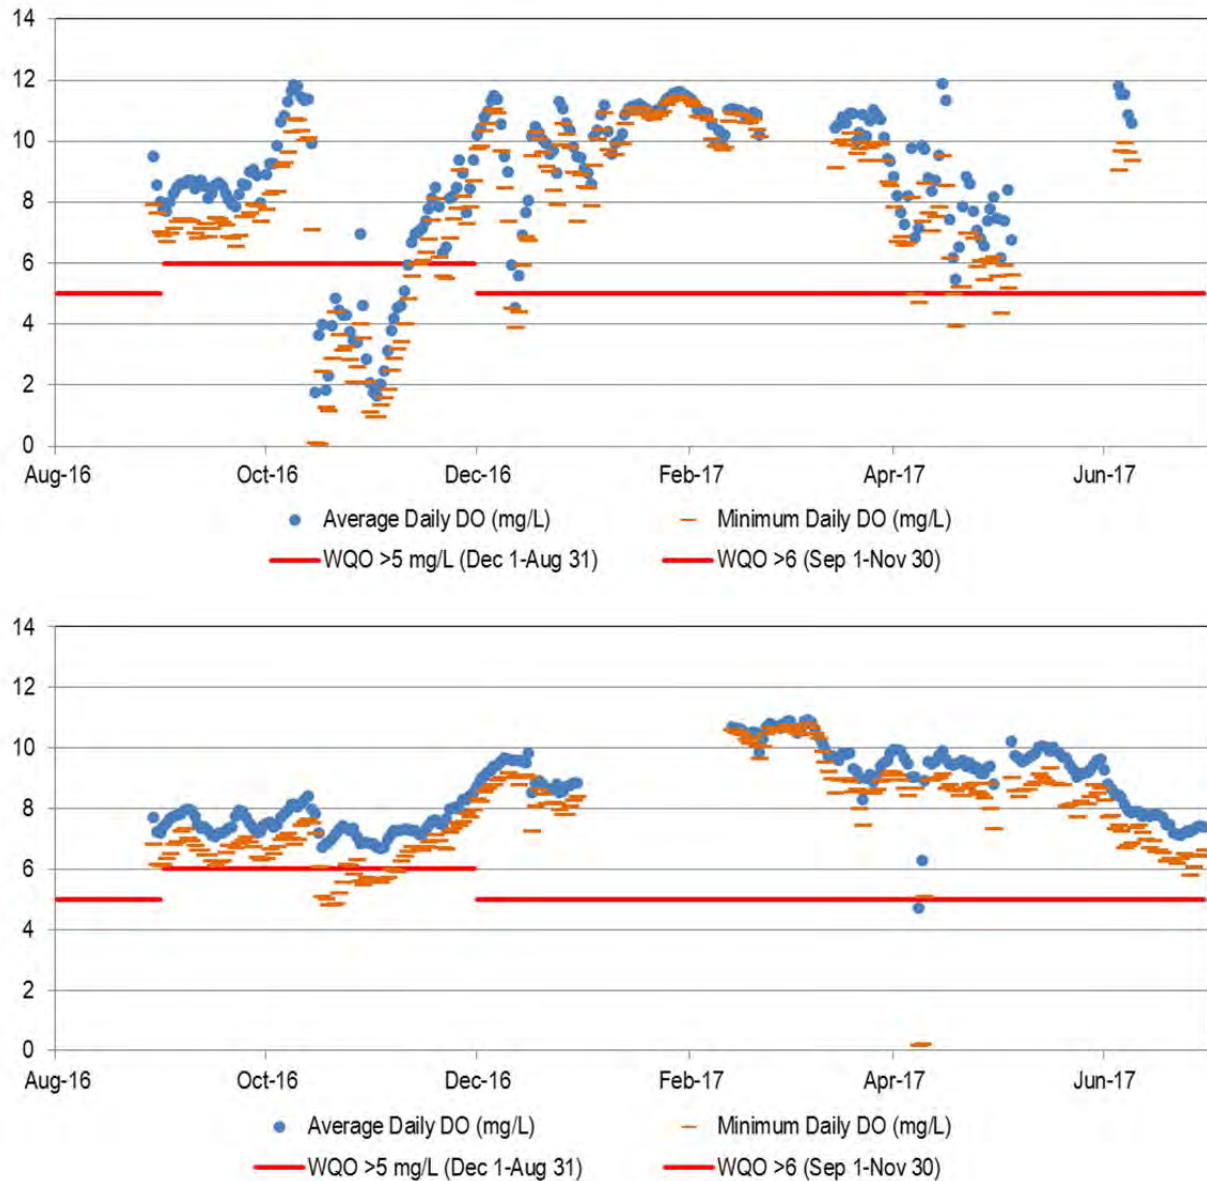 14
12
10
8
6
4
2
0
Aug-16 Oct-16 Dec-16 Feb-17 Apr-17 Jun-17
Average Daily DO (mg/L) Minimum Daily DO (mg/L)
WQO >5 mg/L (Dec 1-Aug 31) WQO >6 (Sep 1-Nov 30)
14
12
10
8
6
4
2
0
Aug-16 Oct-16 Dec-16 Feb-17 Apr-17 Jun-17
Average Daily DO (mg/L) Minimum Daily DO (mg/L)
WQO >5 mg/L (Dec 1-Aug 31) WQO >6 (Sep 1-Nov 30)